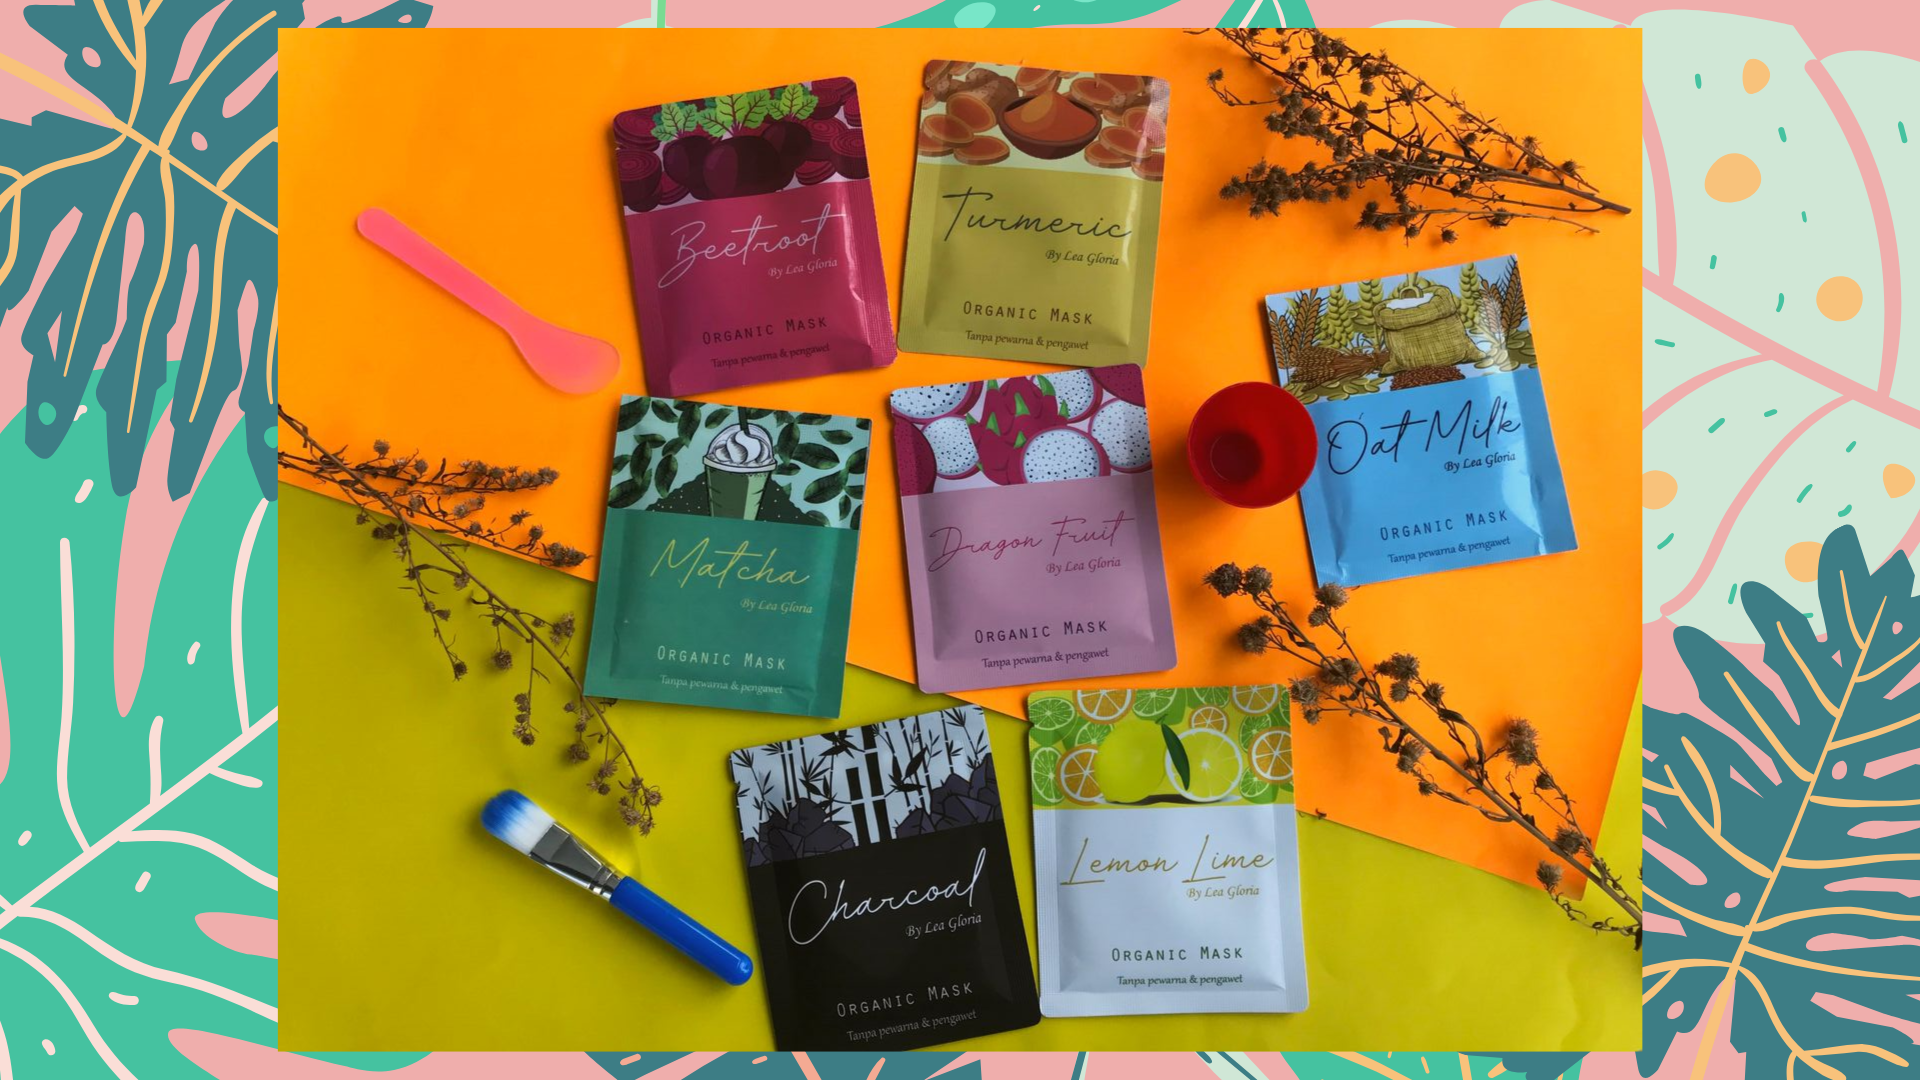 Beetroot
By Lea Gloria
ORGANIC MASK
Tanpa pewarna & pengawet
Turmeric
By Lea Gloria
ORGANIC MASK
Tanpa pewarna & pengawet
Oat Milk
By Lea Gloria
ORGANIC MASK
Tanpa pewarna & pengawet
Matcha
By Lea Gloria
ORGANIC MASK
Tanpa pewarna & pengawet
Dragon Fruit
By Lea Gloria
ORGANIC MASK
Tanpa pewarna & pengawet
Charcoal
By Lea Gloria
ORGANIC MASK
Tanpa pewarna & pengawet
Lemon Lime
By Lea Gloria
ORGANIC MASK
Tanpa pewarna & pengawet